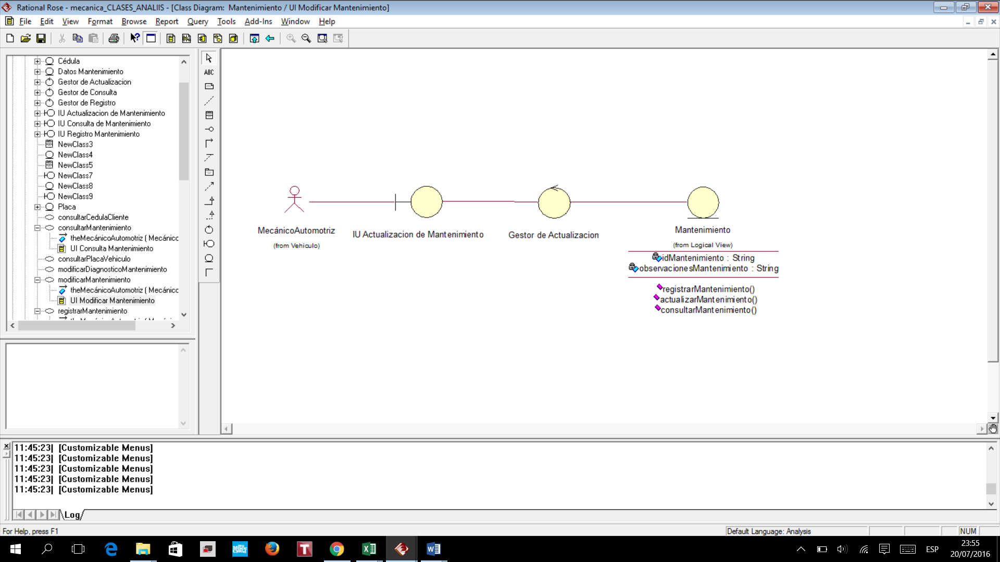 Rational Rose - mecanica_CLASES_ANALIIS - [Class Diagram: Mantenimiento / UI Modificar Mantenimiento]
File Edit View Format Browse Report Query Tools Add-Ins Window Help
Cédula
Datos Mantenimiento
Gestor de Actualizacion
Gestor de Consulta
Gestor de Registro
IU Actualizacion de Mantenimiento
IU Consulta de Mantenimiento
IU Registro Mantenimiento
NewClass3
NewClass4
NewClass5
NewClass7
NewClass8
NewClass9
Placa
consultarCedulaCliente
consultarMantenimiento
theMecánicoAutomotriz ( Mecánico
UI Consulta Mantenimiento
consultarPlacaVehiculo
modificarDiagnosticoMantenimiento
modificarMantenimiento
theMecánicoAutomotriz ( Mecánico
UI Modificar Mantenimiento
registrarMantenimiento
ABC
MecánicoAutomotriz
(from Vehiculo)
IU Actualizacion de Mantenimiento
Gestor de Actualizacion
Mantenimiento
(from Logical View)
idMantenimiento : String
observacionesMantenimiento : String
registrarMantenimiento()
actualizarMantenimiento()
consultarMantenimiento()
11:45:23| [Customizable Menus]
11:45:23| [Customizable Menus]
11:45:23| [Customizable Menus]
11:45:23| [Customizable Menus]
11:45:23| [Customizable Menus]
Log
For Help, press F1
Default Language: Analysis
NUM
ESP
23:55
20/07/2016